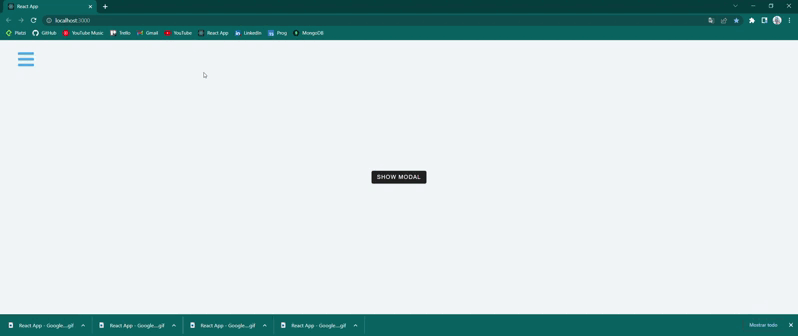 React App
localhost:3000
Platzi GitHub YouTube Music Trello Gmail YouTube React App LinkedIn Prog MongoDB
SHOW MODAL
React App - Google....gif React App - Google....gif React App - Google....gif React App - Google....gif Mostrar todo